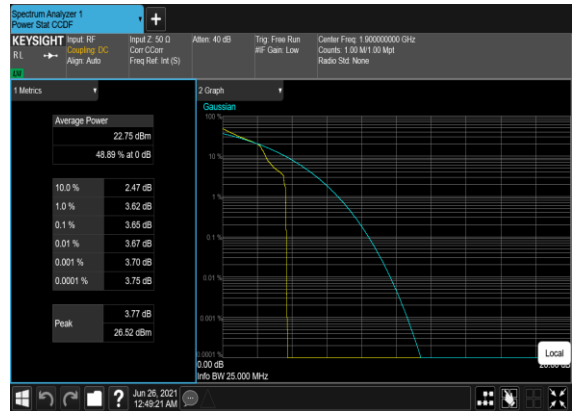 Spectrum Analyzer 1
Power Stat CCDF
KEYSIGHT
RL
Input: RF
Coupling: DC
Align: Auto
Input Z: 50 Ω
Corr CCorr
Freq Ref: Int (S)
Atten: 40 dB
Trig: Free Run
#IF Gain: Low
Center Freq: 1.900000000 GHz
Counts: 1.00 M/1.00 Mpt
Radio Std: None
1 Metrics
2 Graph
Average Power
22.75 dBm
48.89 % at 0 dB
10.0 % 2.47 dB
1.0 % 3.62 dB
0.1 % 3.65 dB
0.01 % 3.67 dB
0.001 % 3.70 dB
0.0001 % 3.75 dB
Peak
3.77 dB
26.52 dBm
Gaussian
100 %
10 %
1 %
0.1 %
0.01 %
0.001 %
0.0001 %
0.00 dB
Info BW 25.000 MHz
Local
?
Jun 26, 2021
12:49:21 AM